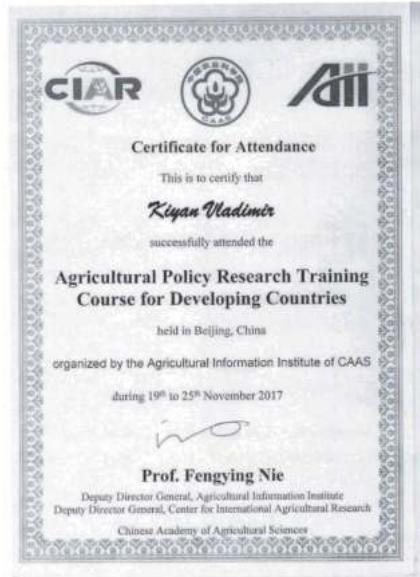 CIAR
CAAS
AII
Certificate for Attendance
This is to certify that
Kiyan Vladimir
successfully attended the
Agricultural Policy Research Training
Course for Developing Countries
held in Beijing, China
organized by the Agricultural Information Institute of CAAS
during 19th to 25th November 2017
Prof. Fengying Nie
Deputy Director General, Agricultural Information Institute
Deputy Director General, Center for International Agricultural Research
Chinese Academy of Agricultural Sciences